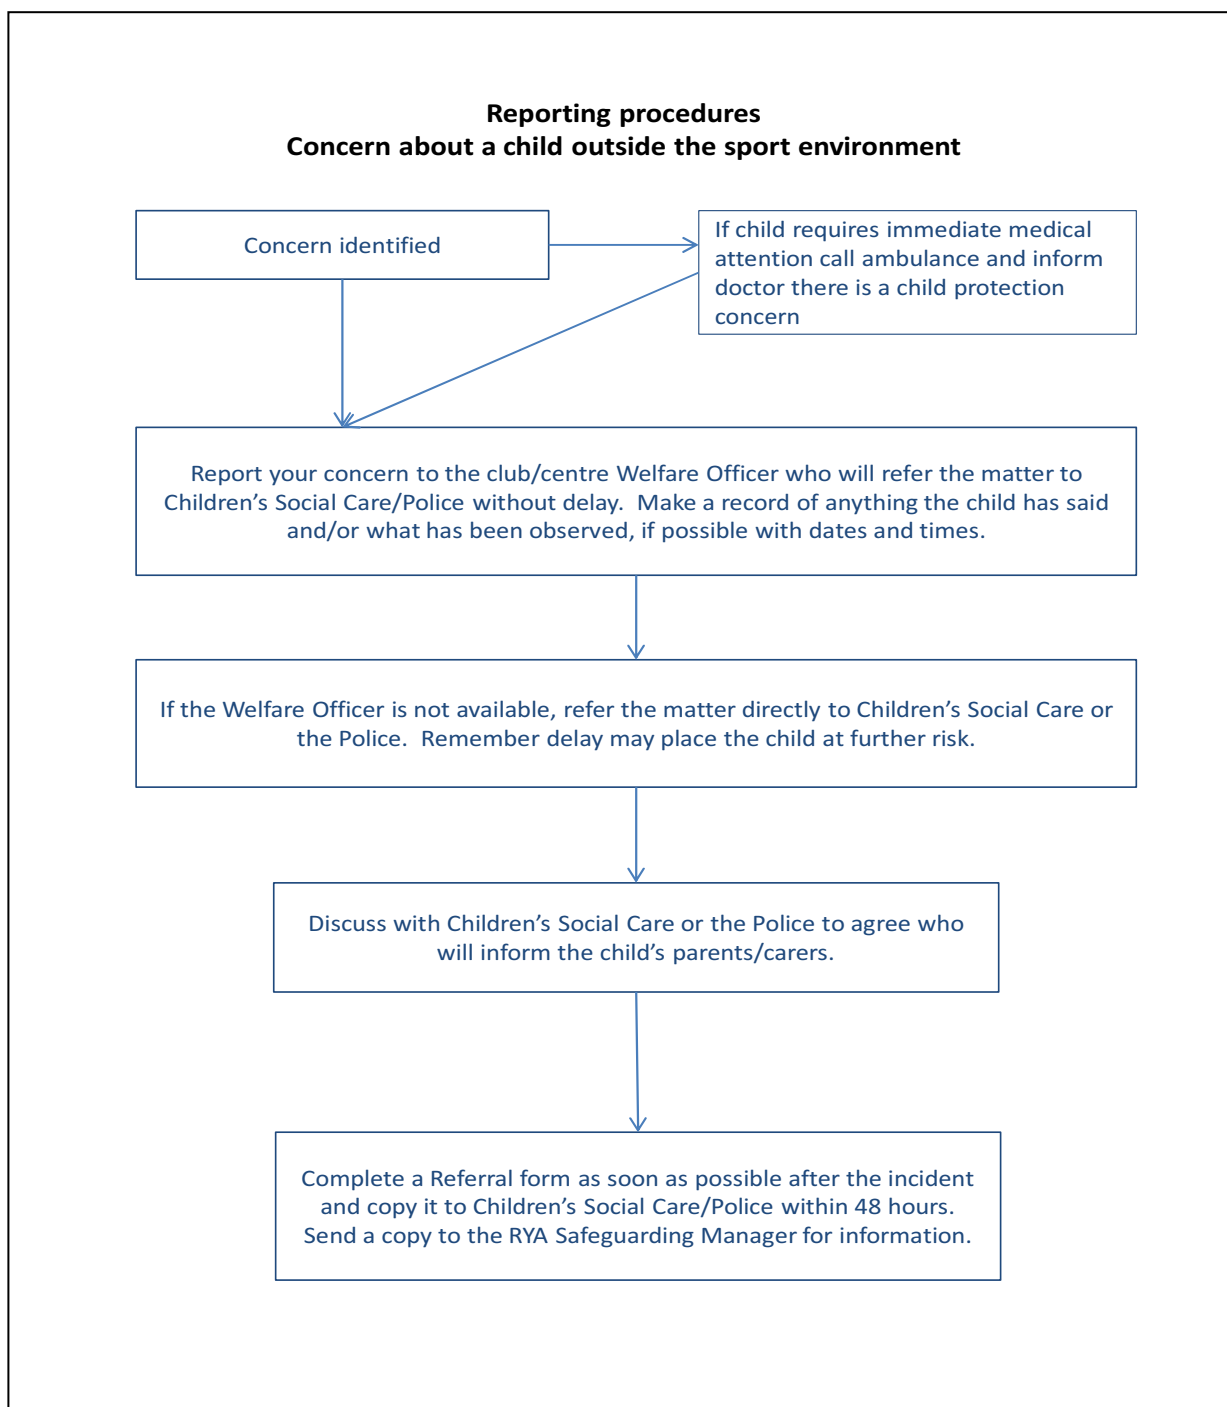 Reporting procedures
Concern about a child outside the sport environment
Concern identified
If child requires immediate medical
attention call ambulance and inform
doctor there is a child protection
concern
Report your concern to the club/centre Welfare Officer who will refer the matter to
Children’s Social Care/Police without delay.  Make a record of anything the child has said
and/or what has been observed, if possible with dates and times.
If the Welfare Officer is not available, refer the matter directly to Children’s Social Care or
the Police.  Remember delay may place the child at further risk.
Discuss with Children’s Social Care or the Police to agree who
will inform the child’s parents/carers.
Complete a Referral form as soon as possible after the incident
and copy it to Children’s Social Care/Police within 48 hours.
Send a copy to the RYA Safeguarding Manager for information.